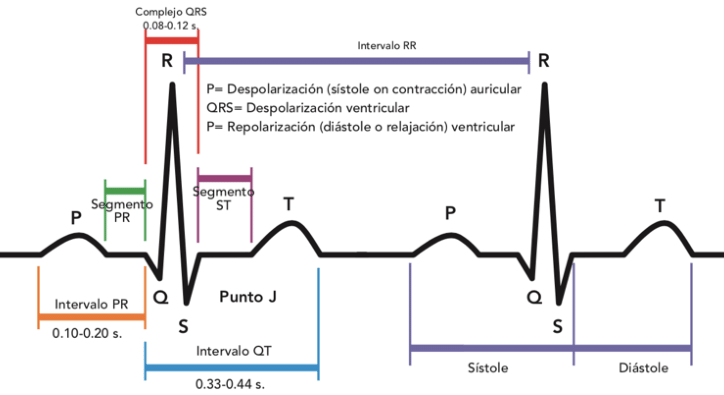 Complejo QRS
0.08-0.12 s.
Intervalo RR
R
R
P= Despolarización (sístole on contracción) auricular
QRS= Despolarización ventricular
P= Repolarización (diástole o relajación) ventricular
Segmento
PR
Segmento
ST
P
T
P
T
Intervalo PR
0.10-0.20 s.
Q
Punto J
S
Q
S
Intervalo QT
0.33-0.44 s.
Sístole
Diástole